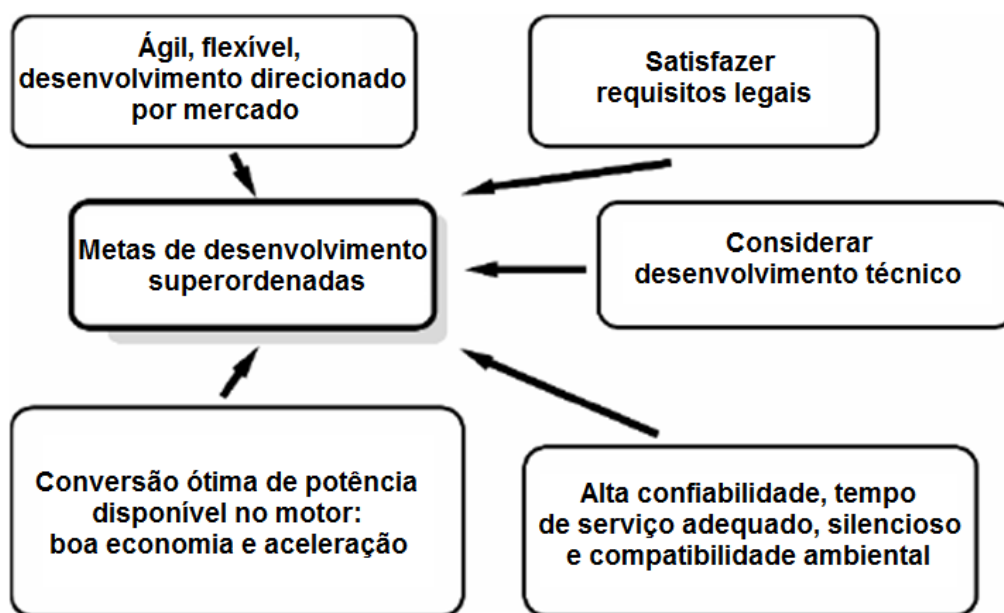 Ágil, flexível,
desenvolvimento direcionado
por mercado
Satisfazer
requisitos legais
Metas de desenvolvimento
superordenadas
Considerar
desenvolvimento técnico
Conversão ótima de potência
disponível no motor:
boa economia e aceleração
Alta confiabilidade, tempo
de serviço adequado, silencioso
e compatibilidade ambiental